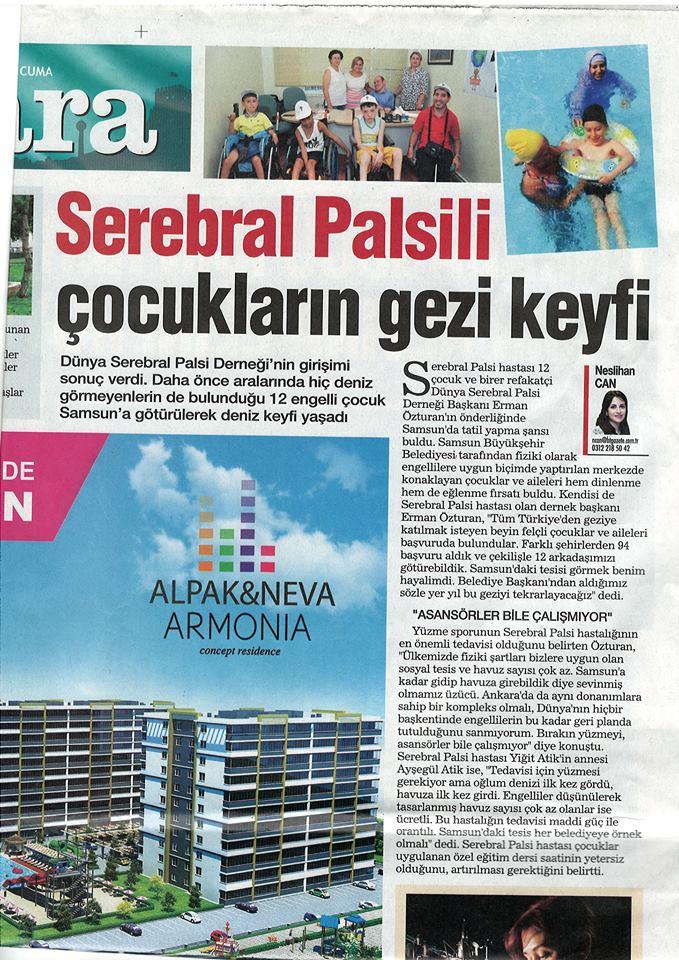 CUMA
ara
Serebral Palsili
çocukların gezi keyfi
Dünya Serebral Palsi Derneği'nin girişimi
sonuç verdi. Daha önce aralarında hiç deniz
görmeyenlerin de bulunduğu 12 engelli çocuk
Samsun'a götürülerek deniz keyfi yaşadı
Serebral Palsi hastası 12
çocuk ve birer refakatçi
Dünya Serebral Palsi
Derneği Başkanı Erman
Özturan'ın önderliğinde
Samsun'da tatil yapma şansı
buldu. Samsun Büyükşehir
Belediyesi tarafından fiziki olarak
engellilere uygun biçimde yaptırılan merkezde
konaklayan çocuklar ve aileleri hem dinlenme
hem de eğlenme fırsatı buldu. Kendisi de
Serebral Palsi hastası olan dernek başkanı
Erman Özturan, "Tüm Türkiye'den geziye
katılmak isteyen beyin felçli çocuklar ve aileleri
başvuruda bulundular. Farklı şehirlerden 94
başvuru aldık ve çekilişle 12 arkadaşımızı
götürebildik. Samsun'daki tesisi görmek benim
hayalimdi. Belediye Başkanı'ndan aldığımız
sözle yer yıl bu geziyi tekrarlayacağız" dedi.
"ASANSÖRLER BİLE ÇALIŞMIYOR"
Yüzme sporunun Serebral Palsi hastalığının
en önemli tedavisi olduğunu belirten Özturan,
"Ülkemizde fiziki şartları bizlere uygun olan
sosyal tesis ve havuz sayısı çok az. Samsun'a
kadar gidip havuza girebildik diye sevinmiş
olmamız üzücü. Ankara'da da aynı donanımlara
sahip bir kompleks olmalı, Dünya'nın hiçbir
başkentinde engellilerin bu kadar geri planda
tutulduğunu sanmıyorum. Bırakın yüzmeyi,
asansörler bile çalışmıyor" diye konuştu.
Serebral Palsi hastası Yiğit Atik'in annesi
Ayşegül Atik ise, "Tedavisi için yüzmesi
gerekiyor ama oğlum denizi ilk kez gördü,
havuza ilk kez girdi. Engelliler düşünülerek
tasarlanmış havuz sayısı çok az olanlar ise
ücretli. Bu hastalığın tedavisi maddi güç ile
orantılı. Samsun'daki tesis her belediyeye örnek
olmalı" dedi. Serebral Palsi hastası çocuklar
uygulanan özel eğitim dersi saatinin yetersiz
olduğunu, artırılması gerektiğini belirtti.
Neslihan
CAN
ncan@htgazete.com.tr
0312 218 50 42
unan
ler
ler
aşlar
DE
N
ALPAK&NEVA
ARMONIA
concept residence